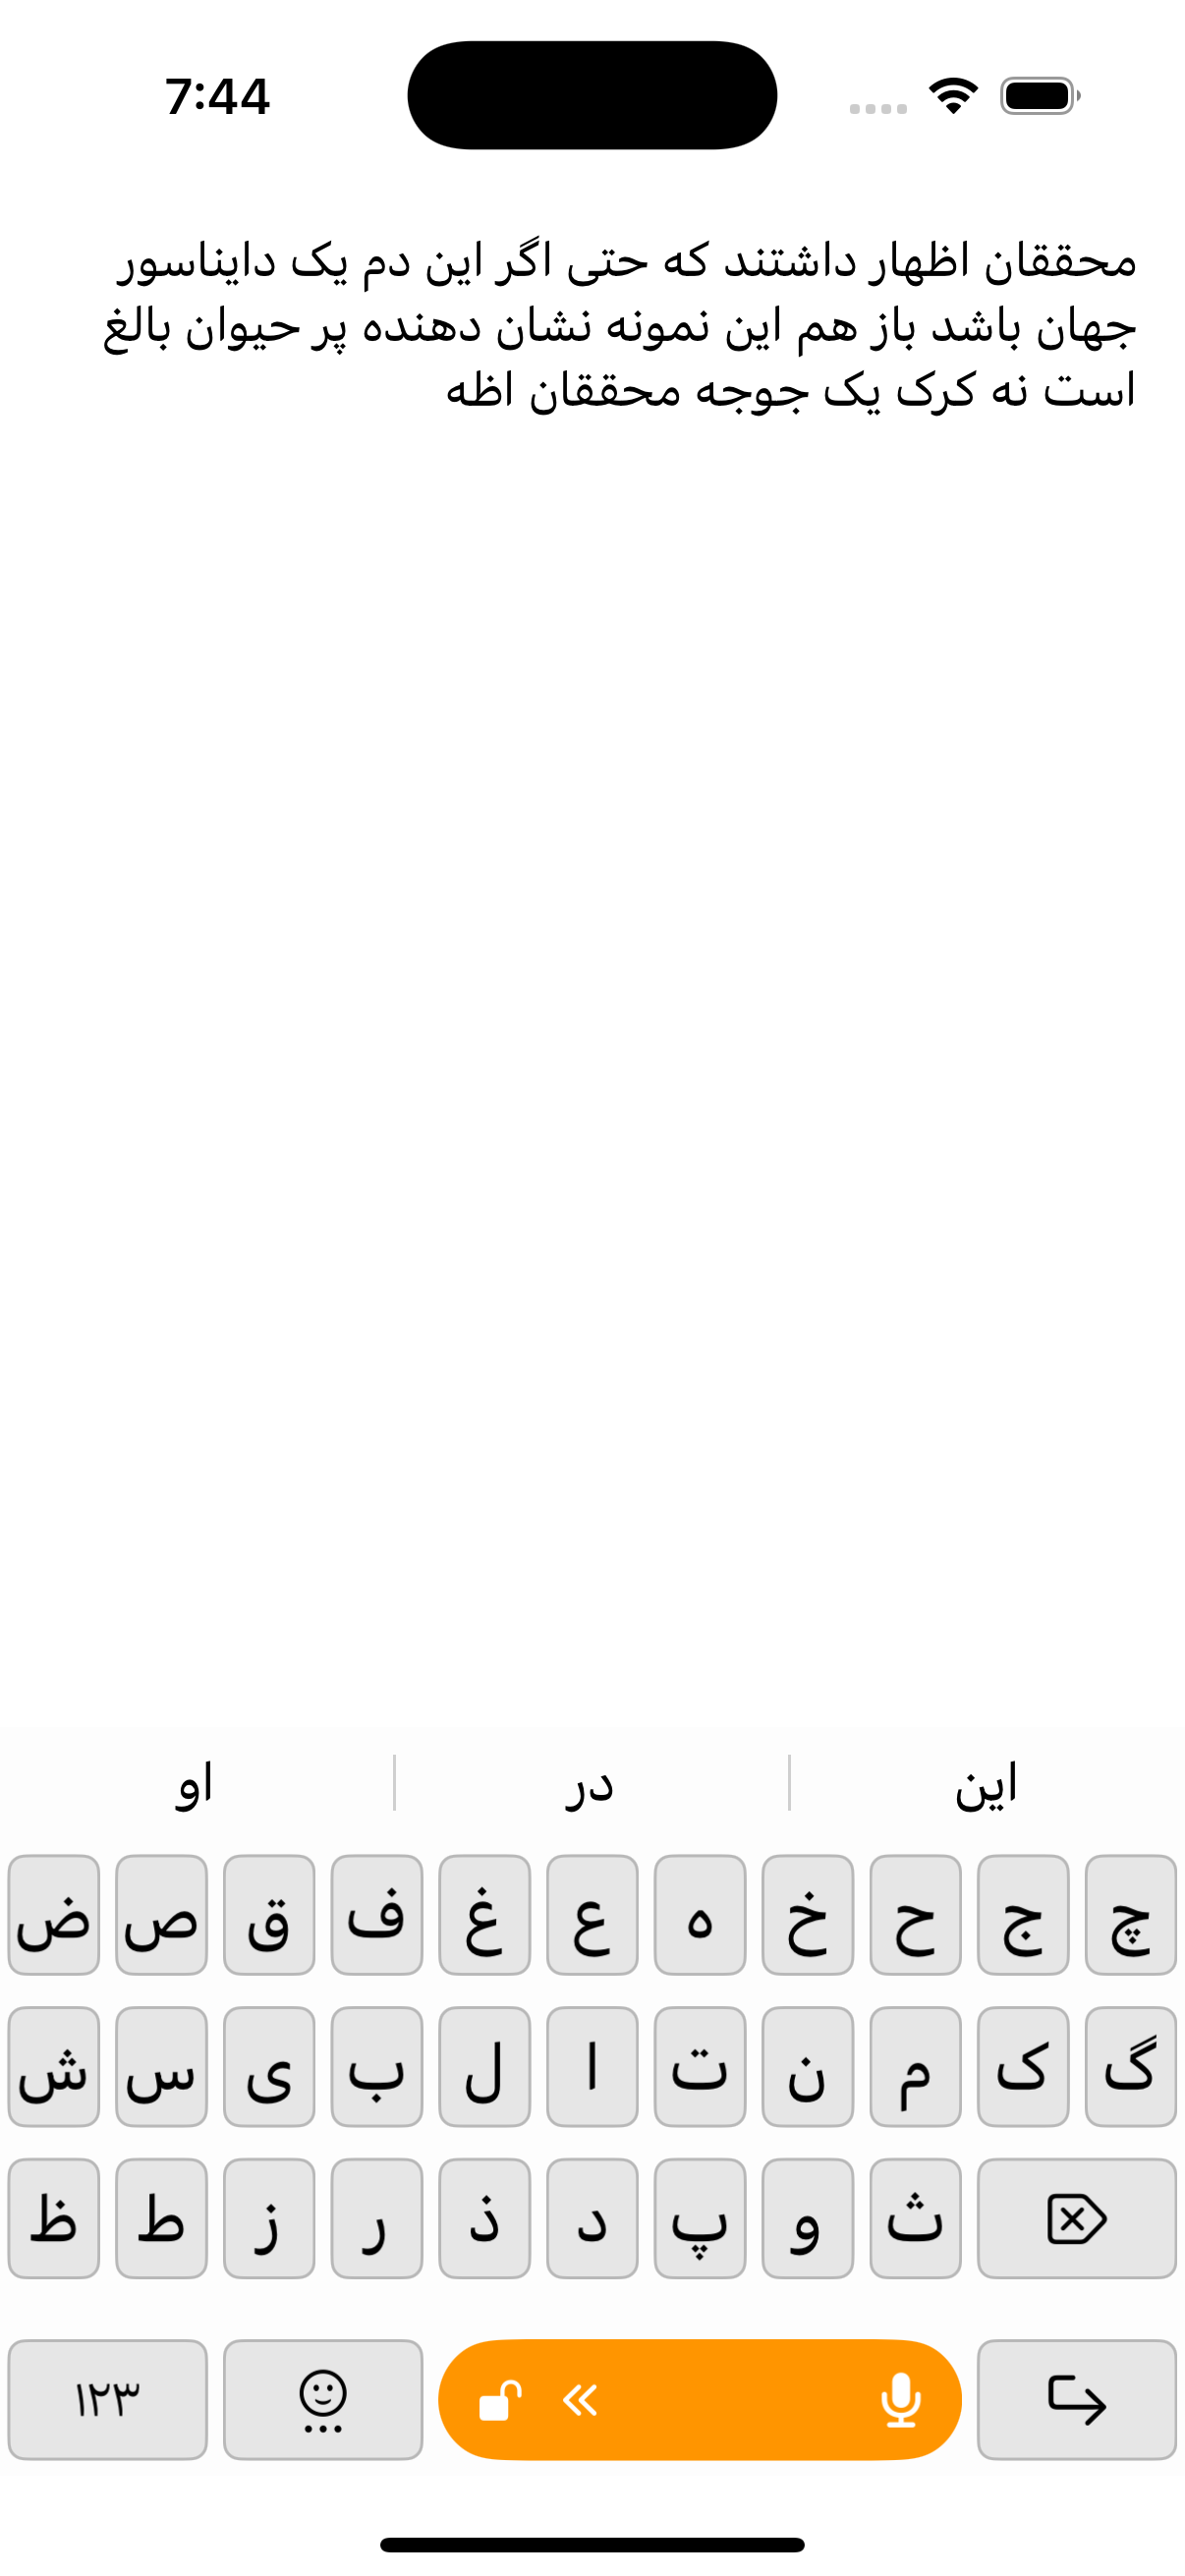 7:44
محققان اظهار داشتند که حتی اگر این دم یک دایناسور
جهان باشد باز هم این نمونه نشان دهنده پر حیوان بالغ
است نه کرک یک جوجه محققان اظه
این در او
ض ص ق ف غ ع ه خ ح ج چ
ش س ی ب ل ا ت ن م ک گ
ظ ط ز ر ذ د پ و ث
۱۲۳